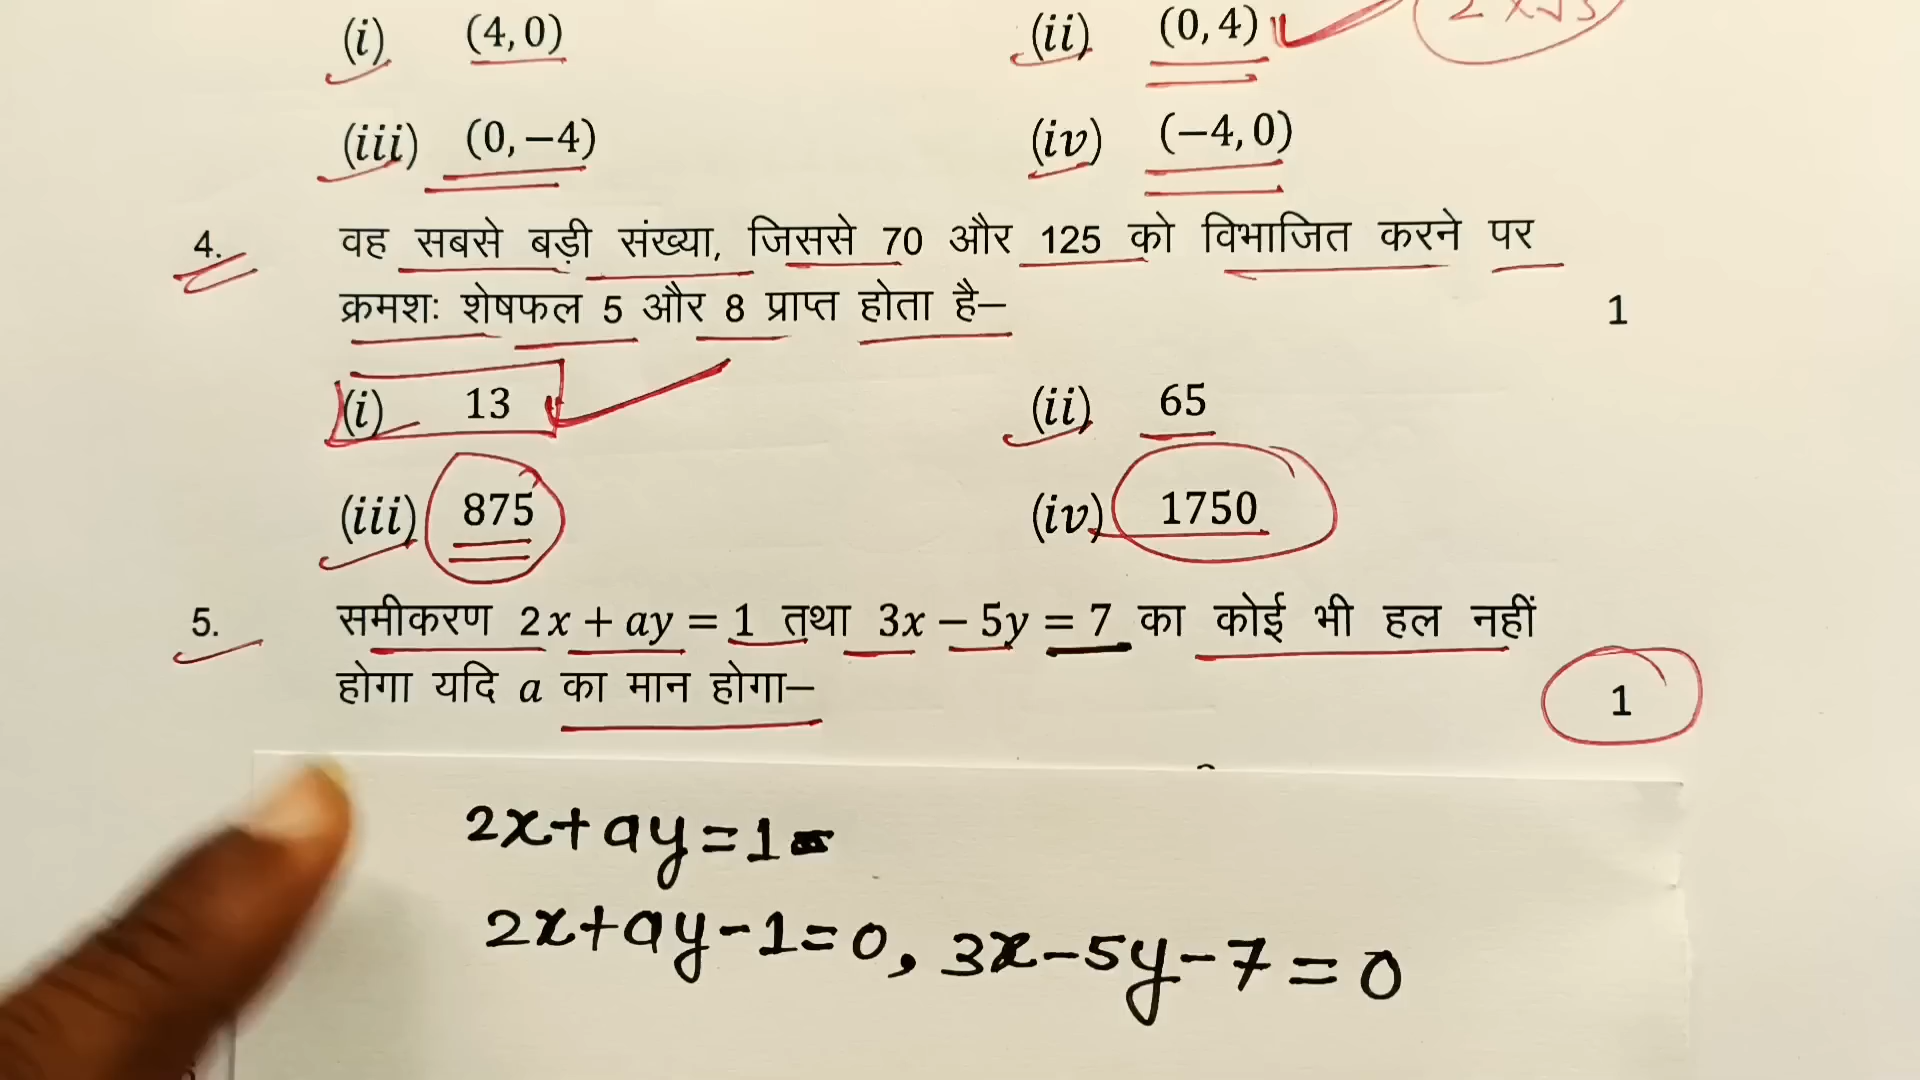 (i) (4, 0) (ii) (0, 4)
(iii) (0, −4) (iv) (−4, 0)
4. वह सबसे बड़ी संख्या, जिससे 70 और 125 को विभाजित करने पर
क्रमशः शेषफल 5 और 8 प्राप्त होता है– 1
(i) 13 (ii) 65
(iii) 875 (iv) 1750
5. समीकरण 2x + ay = 1 तथा 3x − 5y = 7 का कोई भी हल नहीं
होगा यदि a का मान होगा– 1
2x+ay=1
2x+ay-1=0, 3x-5y-7=0